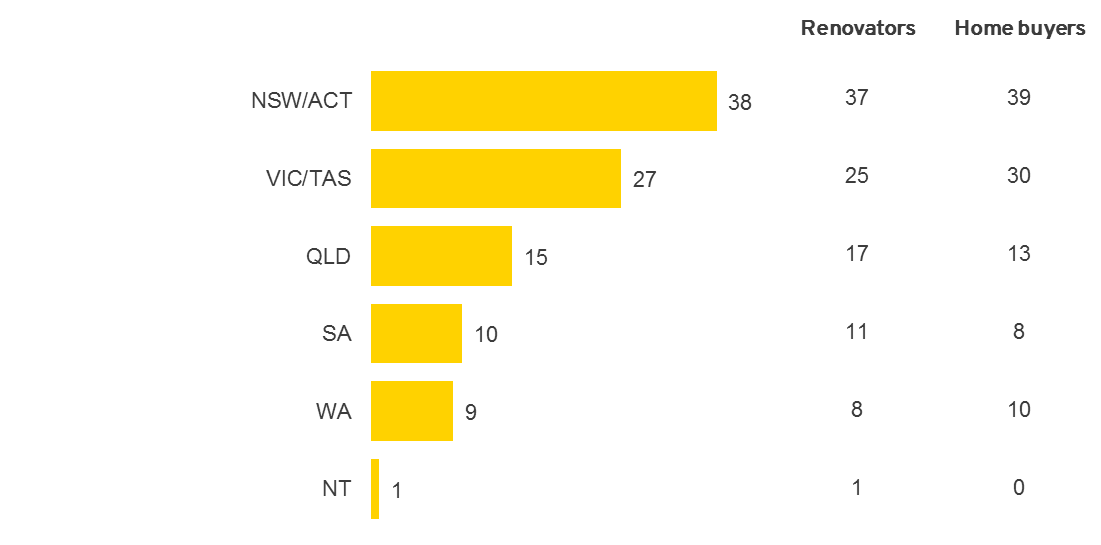 Renovators Home buyers
NSW/ACT 38 37 39
VIC/TAS 27 25 30
QLD 15 17 13
SA 10 11 8
WA 9 8 10
NT 1 1 0